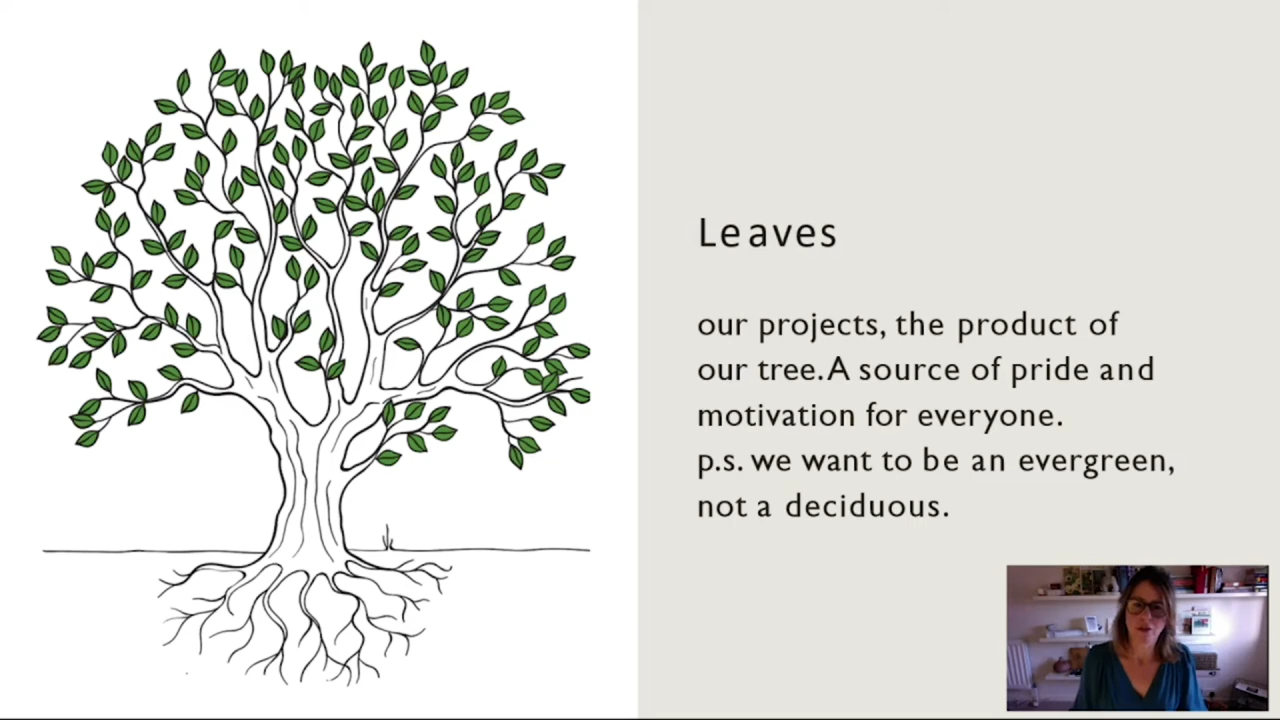 Leaves
our projects, the product of
our tree. A source of pride and
motivation for everyone.
p.s. we want to be an evergreen,
not a deciduous.